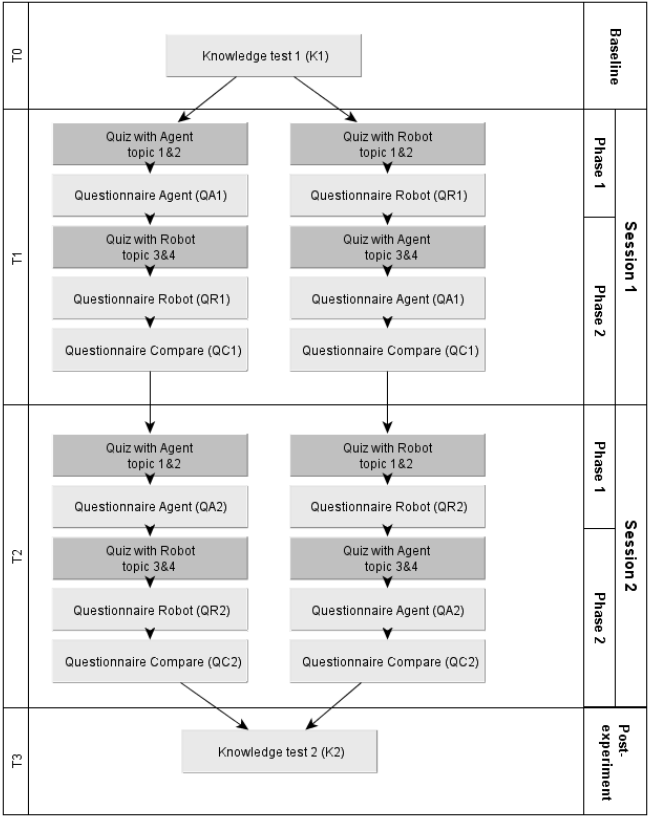 T0
Knowledge test 1 (K1)
Baseline
T1
Quiz with Agent
topic 1&2
Questionnaire Agent (QA1)
Quiz with Robot
topic 3&4
Questionnaire Robot (QR1)
Questionnaire Compare (QC1)
Quiz with Robot
topic 1&2
Questionnaire Robot (QR1)
Quiz with Agent
topic 3&4
Questionnaire Agent (QA1)
Questionnaire Compare (QC1)
Phase 1
Phase 2
Session 1
T2
Quiz with Agent
topic 1&2
Questionnaire Agent (QA2)
Quiz with Robot
topic 3&4
Questionnaire Robot (QR2)
Questionnaire Compare (QC2)
Quiz with Robot
topic 1&2
Questionnaire Robot (QR2)
Quiz with Agent
topic 3&4
Questionnaire Agent (QA2)
Questionnaire Compare (QC2)
Phase 1
Phase 2
Session 2
T3
Knowledge test 2 (K2)
Post-
experiment